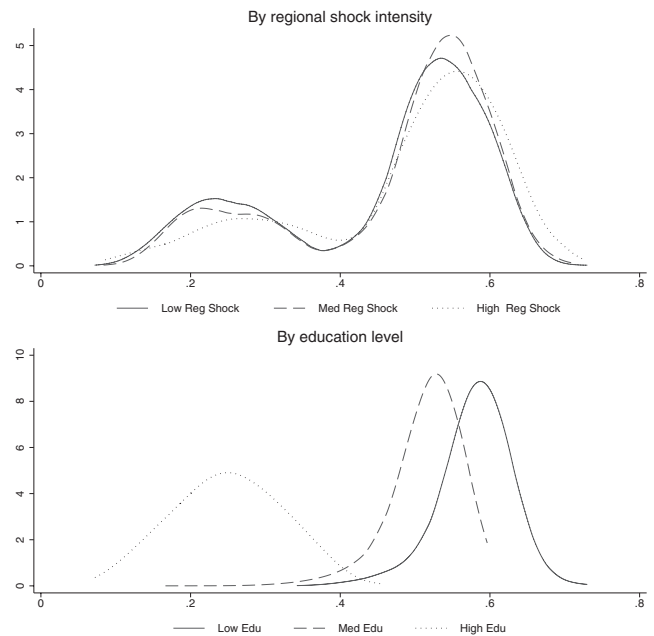 By regional shock intensity
5
4
3
2
1
0
0 .2 .4 .6 .8
Low Reg Shock Med Reg Shock High Reg Shock
By education level
10
8
6
4
2
0
0 .2 .4 .6 .8
Low Edu Med Edu High Edu